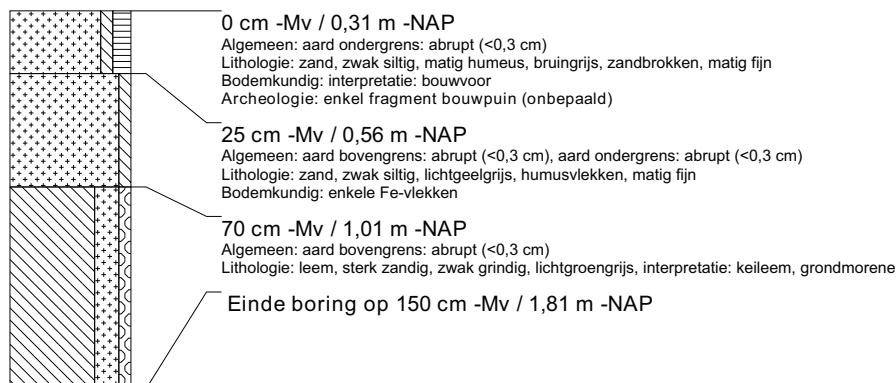 0 cm -Mv / 0,31 m -NAP
Algemeen: aard ondergrens: abrupt (<0,3 cm)
Lithologie: zand, zwak siltig, matig humeus, bruingrijs, zandbrokken, matig fijn
Bodemkundig: interpretatie: bouwvoor
Archeologie: enkel fragment bouwpuin (onbepaald)
25 cm -Mv / 0,56 m -NAP
Algemeen: aard bovengrens: abrupt (<0,3 cm), aard ondergrens: abrupt (<0,3 cm)
Lithologie: zand, zwak siltig, lichtgeelgrijs, humusvlekken, matig fijn
Bodemkundig: enkele Fe-vlekken
70 cm -Mv / 1,01 m -NAP
Algemeen: aard bovengrens: abrupt (<0,3 cm)
Lithologie: leem, sterk zandig, zwak grindig, lichtgroengrijs, interpretatie: keileem, grondmorene
Einde boring op 150 cm -Mv / 1,81 m -NAP